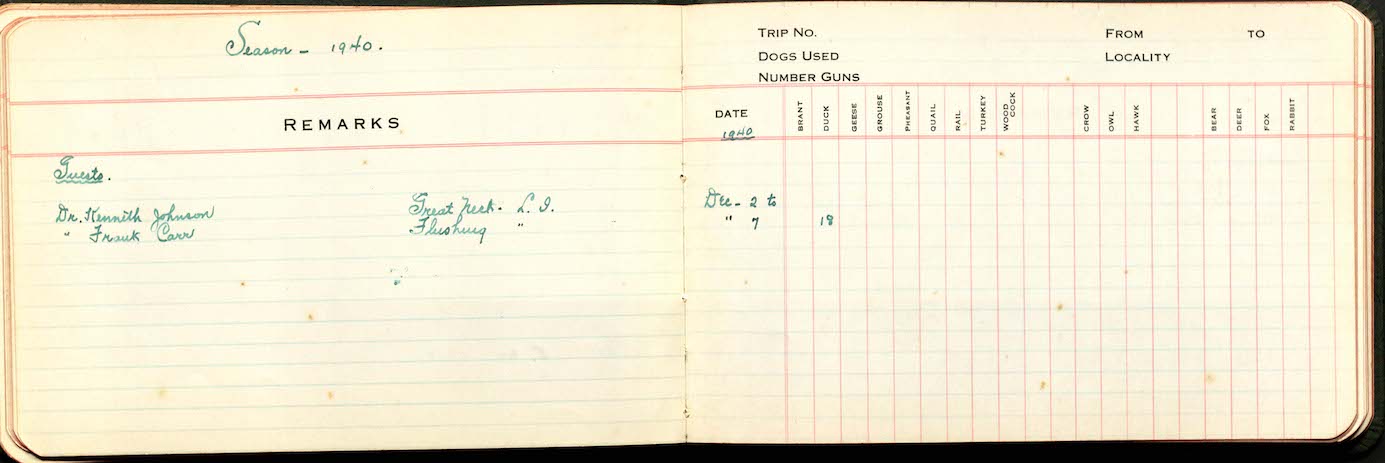 Season - 1940.
REMARKS
Guests.
Dr. Kennith Johnson Great Neck - L. I.
" Frank Carr Flushing "
TRIP NO. FROM TO
DOGS USED LOCALITY
NUMBER GUNS
DATE 1940 BRANT DUCK GEESE GROUSE PHEASANT QUAIL RAIL TURKEY WOOD COCK CROW OWL HAWK BEAR DEER FOX RABBIT
Dec - 2 to
" 7 18